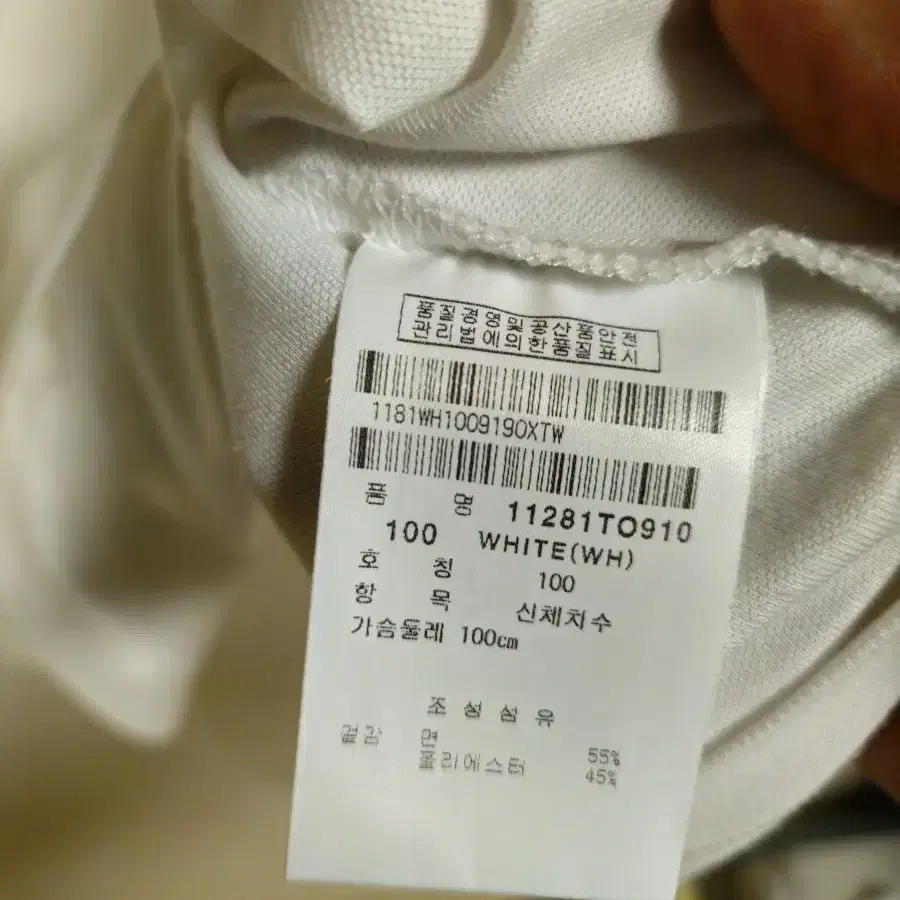 품질경영및공산품안전
관리법에의한품질표시
1181WH1009190XTW
품 명 11281TO910
100 WHITE(WH)
호 칭 100
항 목 신체치수
가슴둘레 100cm
조 성 섬 유
겉감 면 55%
폴리에스터 45%